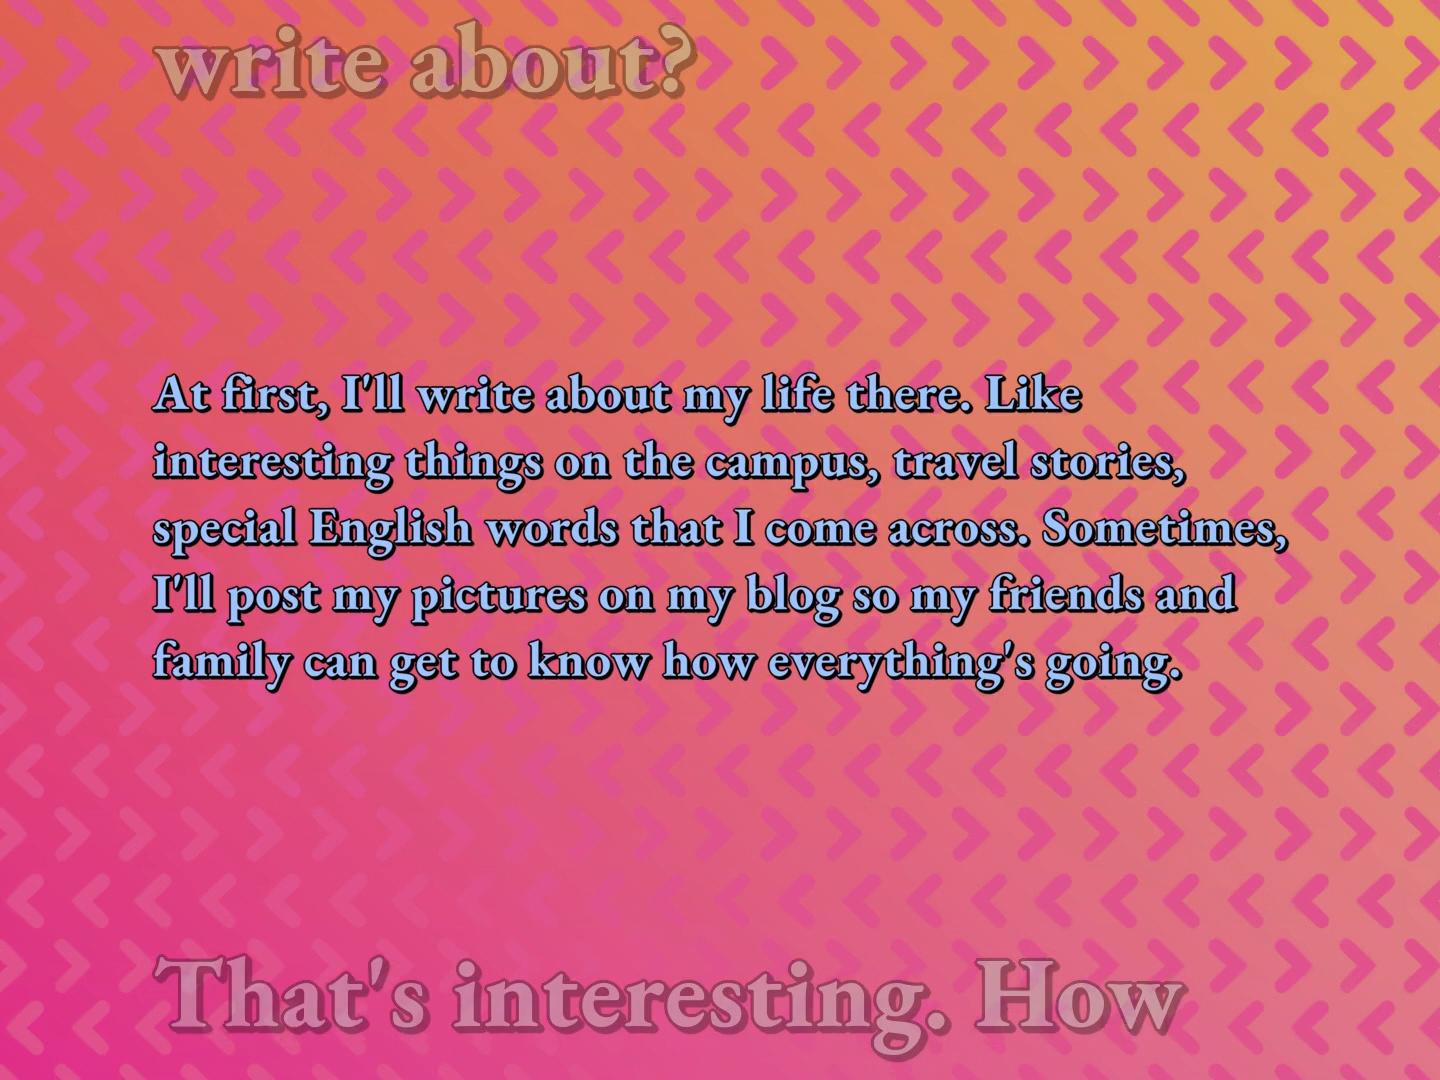 write about?
At first, I'll write about my life there. Like
interesting things on the campus, travel stories,
special English words that I come across. Sometimes,
I'll post my pictures on my blog so my friends and
family can get to know how everything's going.
That's interesting. How